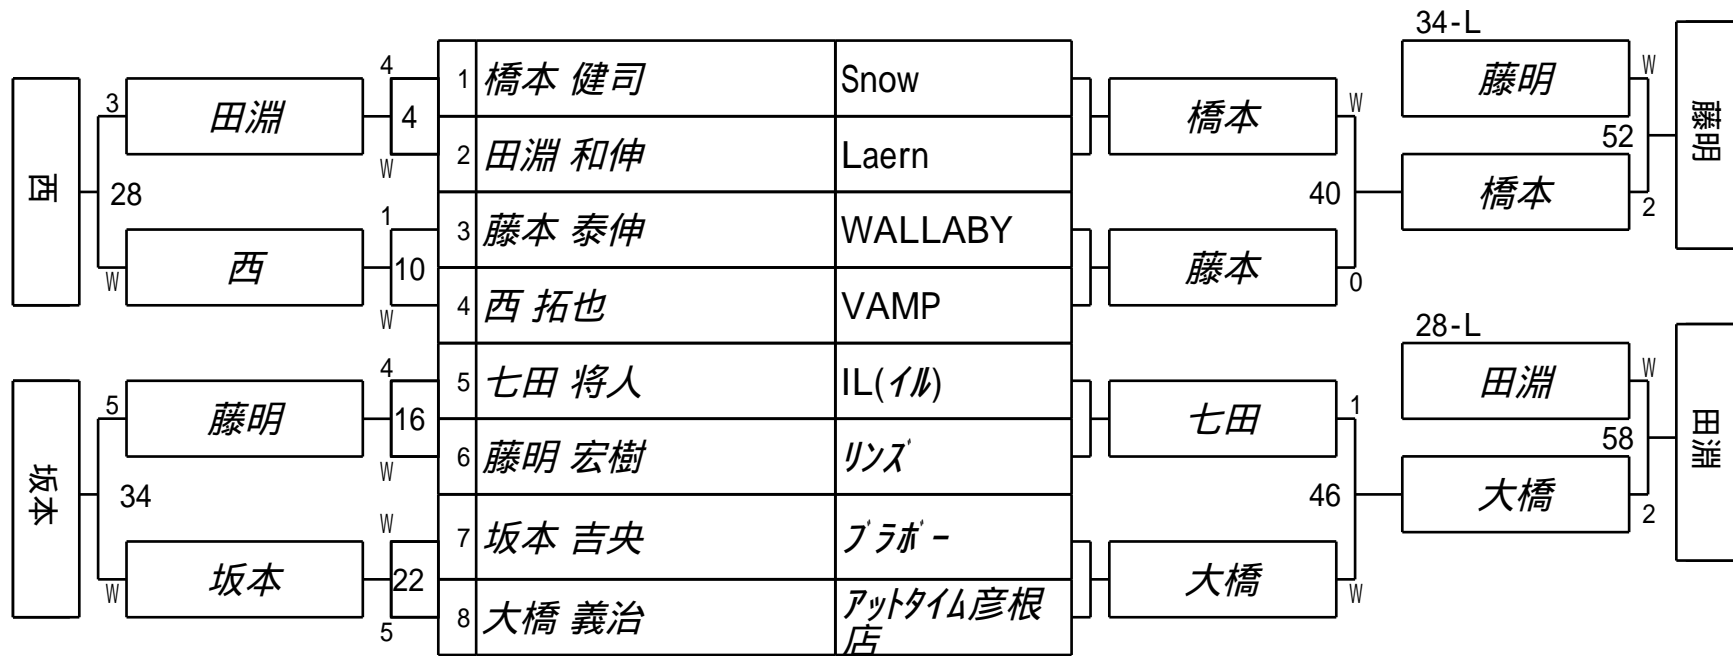 34-L
4
1 橋本 健司 Snow
藤明 W
3 田淵 4 橋本 W
W 2 田淵 和伸 Laern 52 藤明
西 28 40 橋本 2
1 3 藤本 泰伸 WALLABY
W 西 10 藤本 0
W 4 西 拓也 VAMP
28-L
4 5 七田 将人 IL(イル) 田淵 W
5 藤明 16 七田 1
W 6 藤明 宏樹 リンズ 58 田淵
坂本 34 46 大橋 2
W 7 坂本 吉央 ブラボー
W 坂本 22 大橋 W
5 8 大橋 義治 アットタイム彦根
店